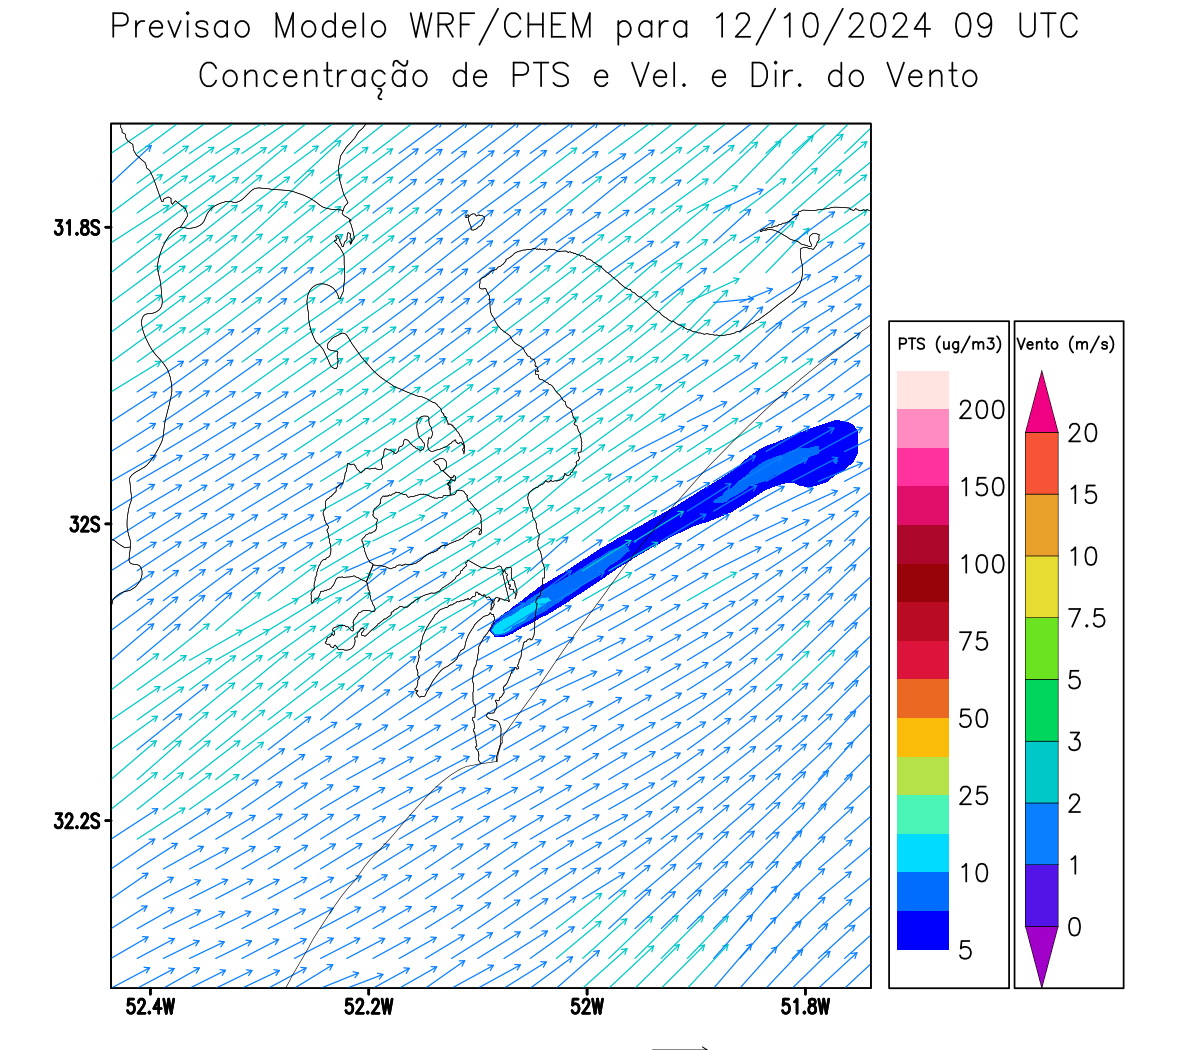 Previsao Modelo WRF/CHEM para 12/10/2024 09 UTC
Concentração de PTS e Vel. e Dir. do Vento
31.8S
32S
32.2S
52.4W
52.2W
52W
51.8W
PTS (ug/m3)
200
150
100
75
50
25
10
5
Vento (m/s)
20
15
10
7.5
5
3
2
1
0